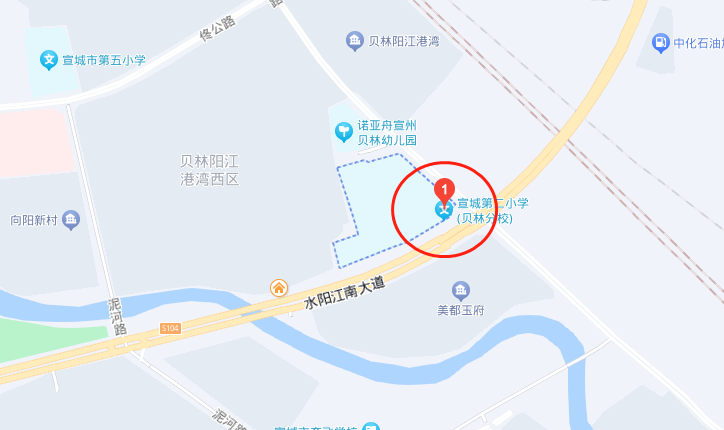 佟公路
贝林阳江港湾
中化石油加
宣城市第五小学
诺亚舟宣州
贝林幼儿园
贝林阳江
港湾西区
1
宣城第二小学
(贝林分校)
向阳新村
水阳江南大道
美都玉府
泥河路
S104
泥河路